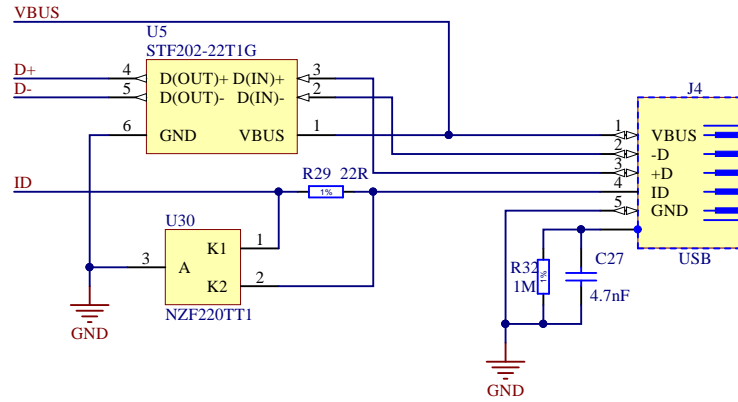 VBUS
U5
STF202-22T1G
D+ 4 D(OUT)+ D(IN)+ 3
D- 5 D(OUT)- D(IN)- 2
6 GND VBUS 1
J4
1 VBUS
2 -D
3 +D
4 ID
5 GND
USB
ID
R29 22R
1%
U30
K1 1
3 A
K2 2
NZF220TT1
GND
R32
1M
1%
C27
4.7nF
GND